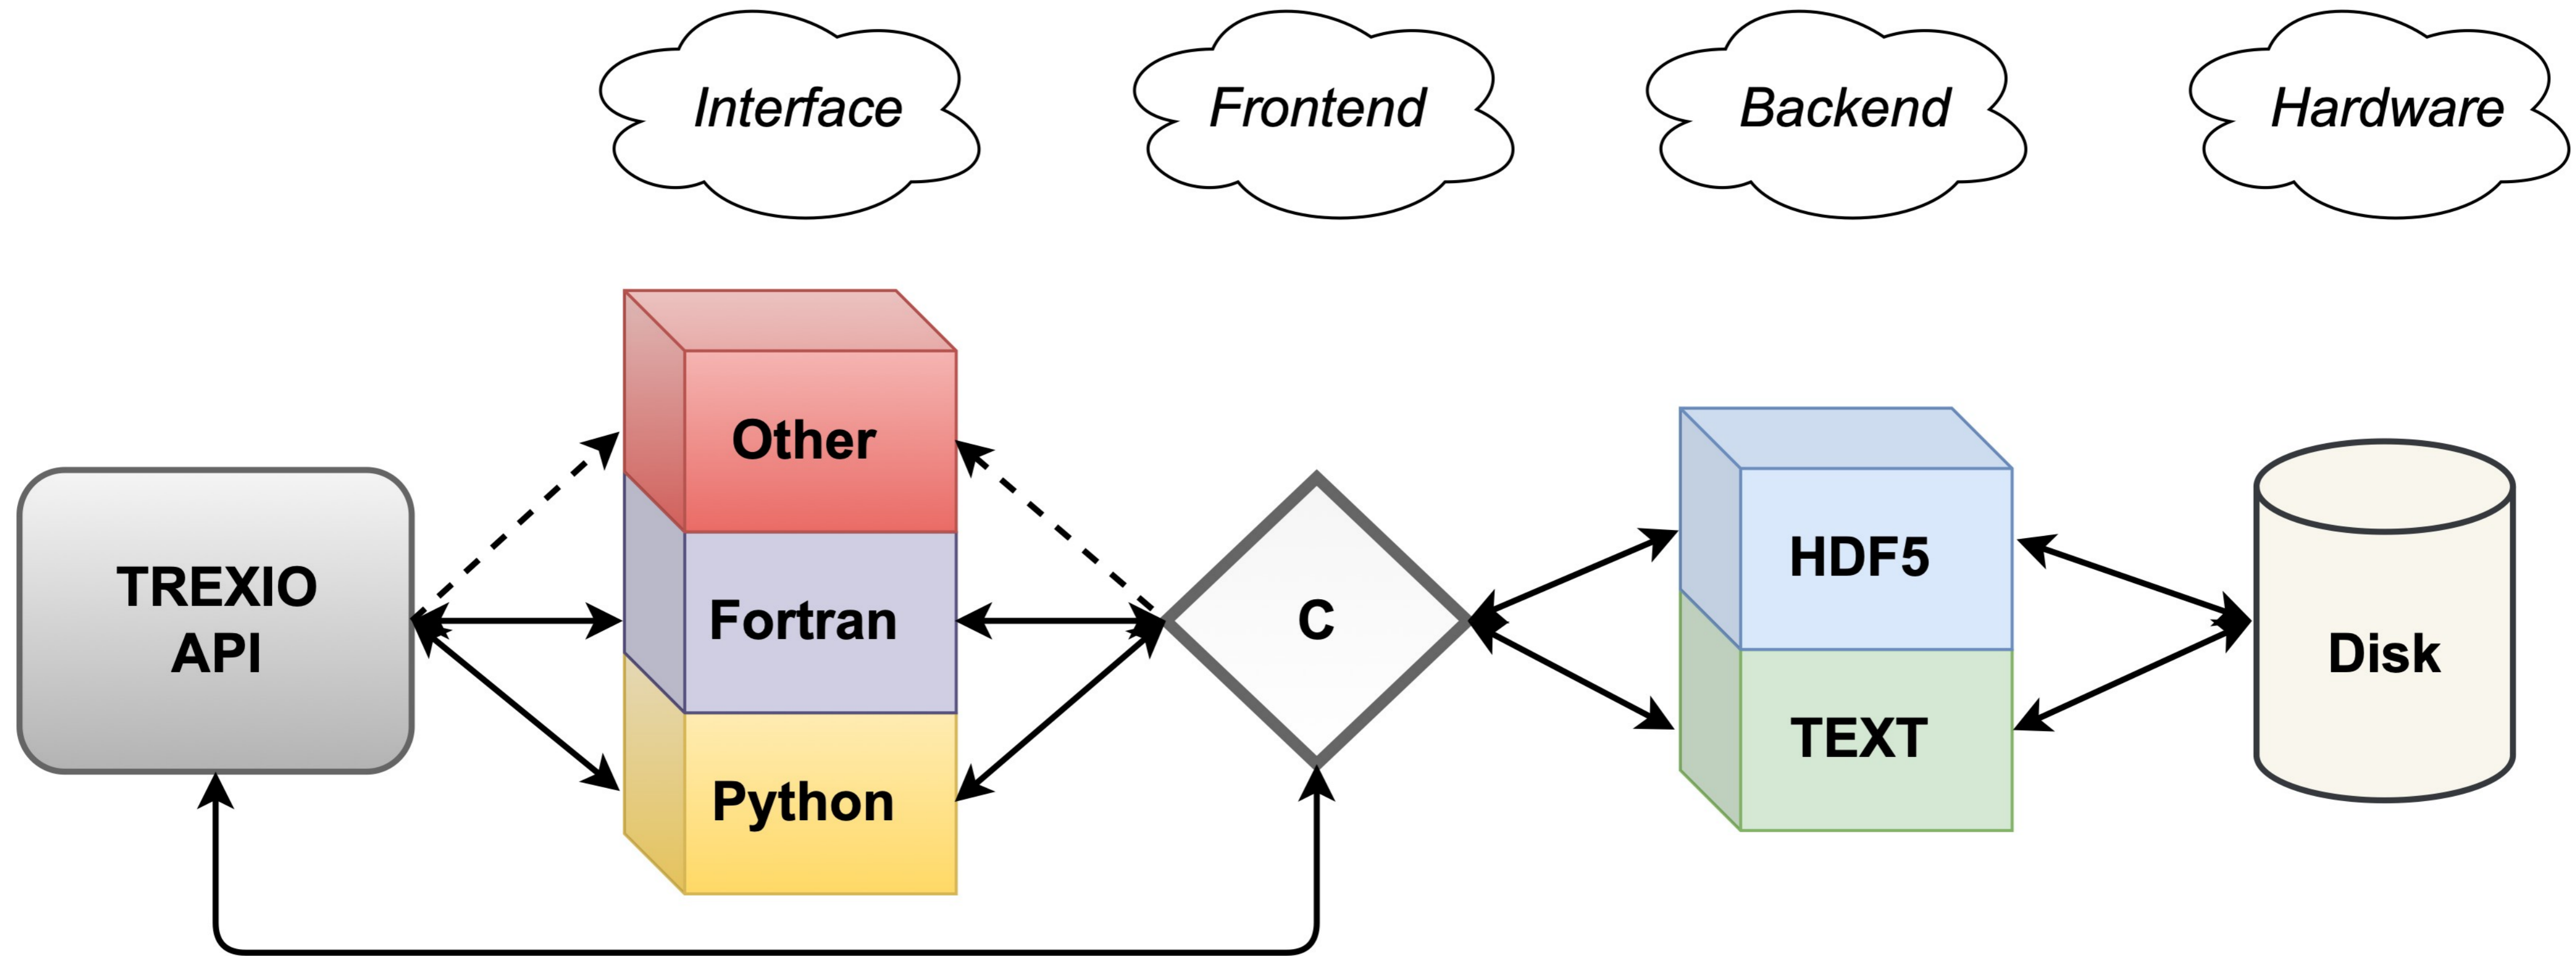 Interface
Frontend
Backend
Hardware
TREXIO
API
Other
Fortran
Python
C
HDF5
TEXT
Disk